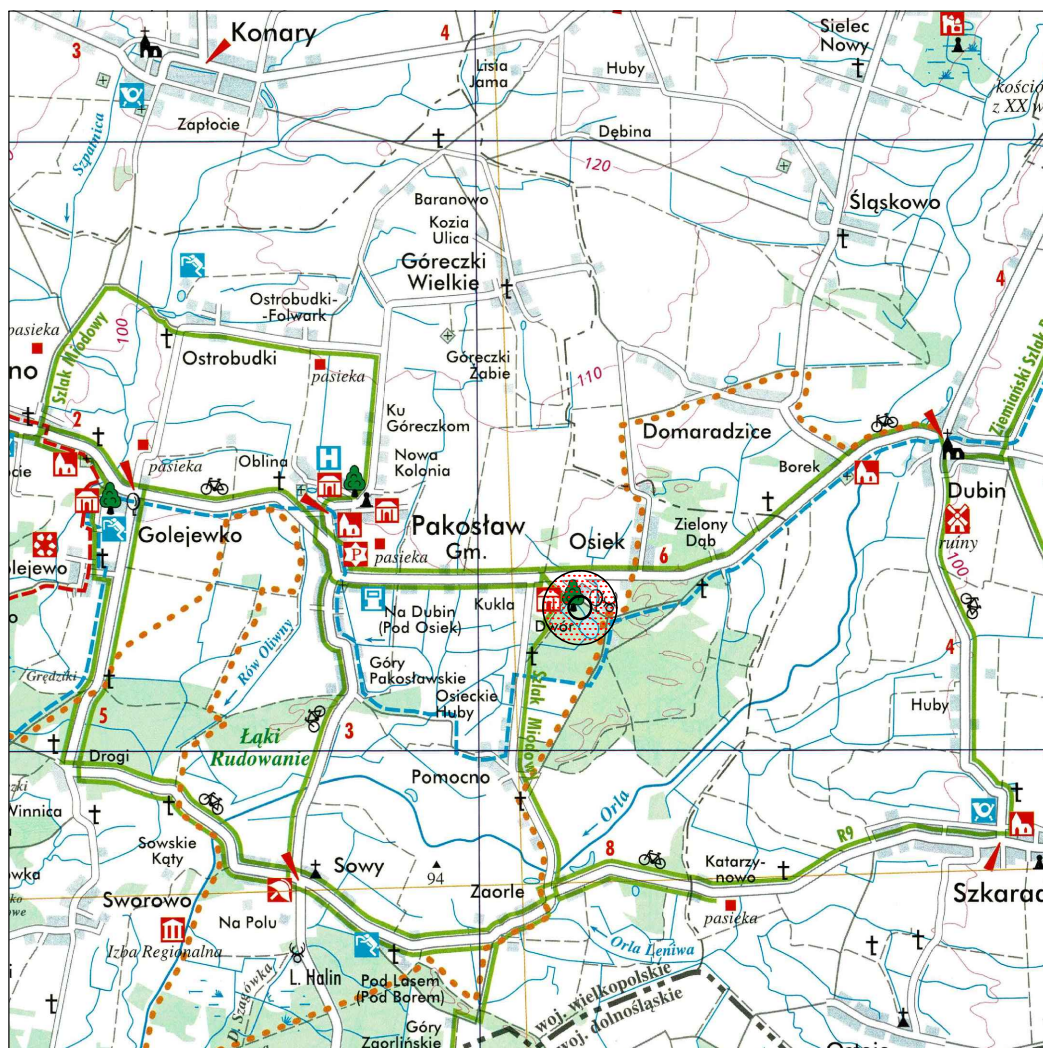 3
Konary
4
Sielec
Nowy
Lisia
Jama
Huby
kośció
z XX w
Zapłocie
Dębina
Szpatnica
120
Baranowo
Śląskowo
Kozia
Ulica
Góreczki
Wielkie
4
Ostrobudki-
-Folwark
pasieka
100
Szlak Miodowy
Ostrobudki
Góreczki
Żabie
pasieka
110
no
Ku
Góreczkom
Ziemiański Szlak R
2
Domaradzice
Nowa
Kolonia
pasieka
Oblina
H
Borek
Dubin
Golejewko
Pakosław
Gm.
Zielony
Dąb
Osiek
ruiny
P
pasieka
6
olejewo
100
Kukla
Na Dubin
(Pod Osiek)
Dwór
Rów Oliwny
Góry
Pakosławskie
4
Grędziki
Osieckie
Huby
Szlak Miodow
Huby
5
3
Łąki
Rudowanie
Drogi
Pomocno
Winnica
Orla
R9
Sowskie
Kąty
8
Sowy
94
Katarzy-
nowo
Zaorle
Szkarad
Sworowo
Na Polu
pasieka
Izba Regionalna
Orla Leniwa
L. Halin
Pod Lasem
(Pod Borem)
woj. wielkopolskie
woj. dolnośląskie
Góry
Zaorlińskie